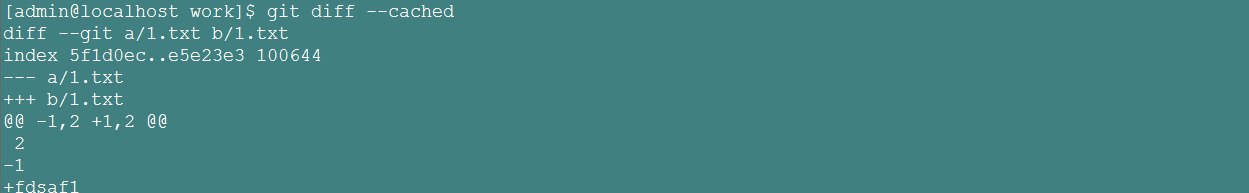 [admin@localhost work]$ git diff --cached
diff --git a/1.txt b/1.txt
index 5f1d0ec..e5e23e3 100644
--- a/1.txt
+++ b/1.txt
@@ -1,2 +1,2 @@
 2
-1
+fdsaf1